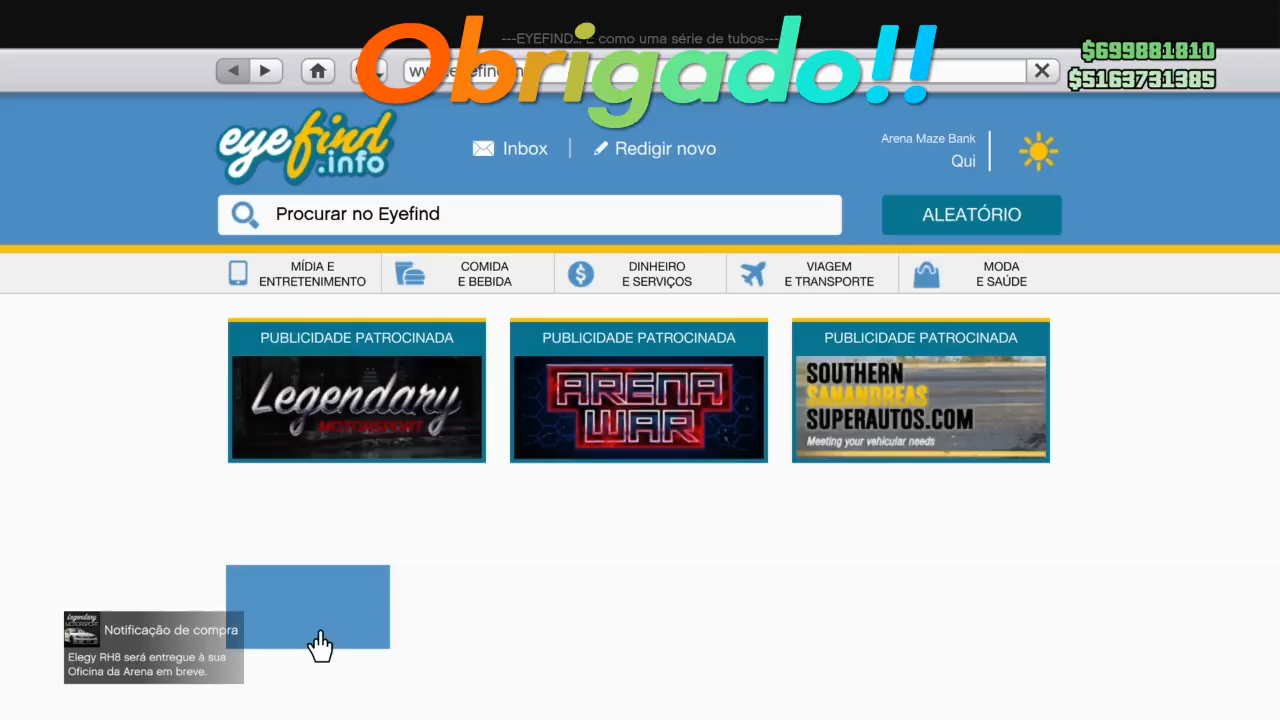 ---EYEFIND... É como uma série de tubos---
Obrigado!!
$699881810
$5163731385
eyefind
.info
Inbox
Redigir novo
Arena Maze Bank
Qui
Procurar no Eyefind
ALEATÓRIO
MÍDIA E
ENTRETENIMENTO
COMIDA
E BEBIDA
DINHEIRO
E SERVIÇOS
VIAGEM
E TRANSPORTE
MODA
E SAÚDE
PUBLICIDADE PATROCINADA
Legendary
MOTORSPORT
PUBLICIDADE PATROCINADA
ARENA
WAR
PUBLICIDADE PATROCINADA
SOUTHERN
SANANDREAS
SUPERAUTOS.COM
Meeting your vehicular needs
Legendary
MOTORSPORT
Notificação de compra
Elegy RH8 será entregue à sua
Oficina da Arena em breve.